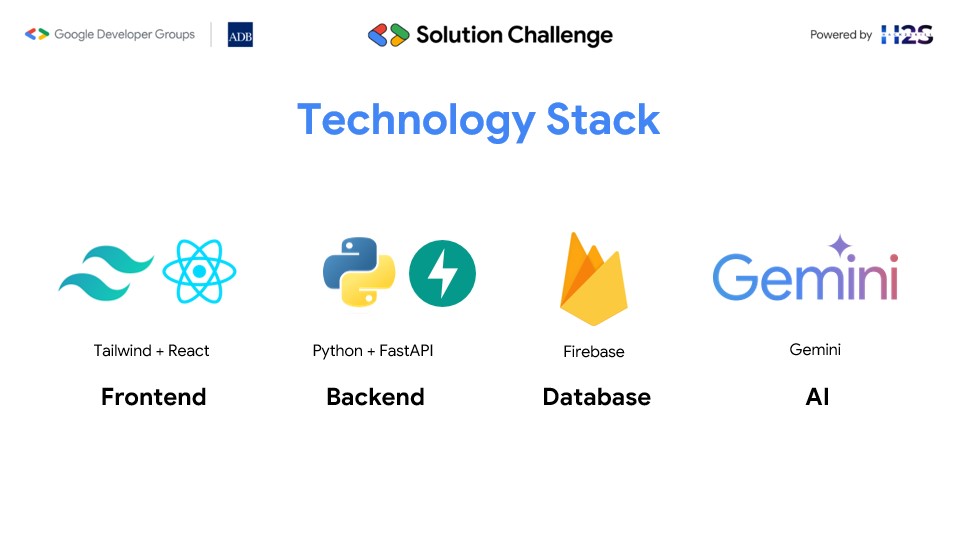 Google Developer Groups
ADB
Solution Challenge
Powered by H2S
Technology Stack
Gemini
Tailwind + React
Python + FastAPI
Firebase
Gemini
Frontend
Backend
Database
AI